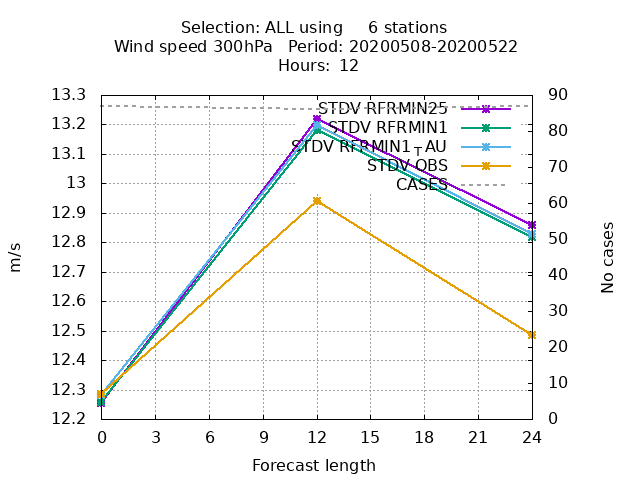 Selection: ALL using     6 stations
Wind speed 300hPa   Period: 20200508-20200522
Hours:  12
13.3
13.2
13.1
13
12.9
12.8
12.7
12.6
12.5
12.4
12.3
12.2
m/s
STDV RFRMIN25
STDV RFRMIN1
STDV RFRMIN1_T AU
STDV OBS
CASES
90
80
70
60
50
40
30
20
10
0
No cases
0 3 6 9 12 15 18 21 24
Forecast length